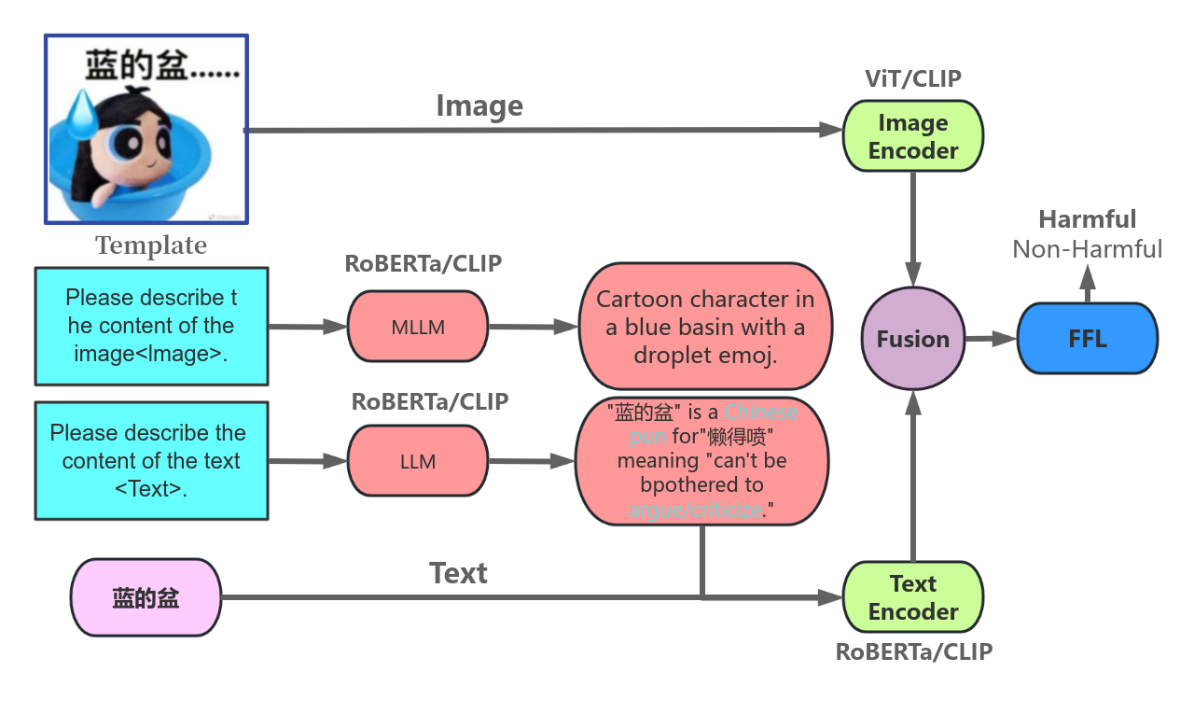 蓝的盆......
Template
Image
ViT/CLIP
Image
Encoder
Please describe t
he content of the
image<Image>.
RoBERTa/CLIP
MLLM
Cartoon character in
a blue basin with a
droplet emoj.
Harmful
Non-Harmful
Fusion
FFL
Please describe the
content of the text
<Text>.
RoBERTa/CLIP
LLM
"蓝的盆" is a Chinese
pun for"懒得喷"
meaning "can't be
bpothered to
argue/criticize."
蓝的盆
Text
Text
Encoder
RoBERTa/CLIP